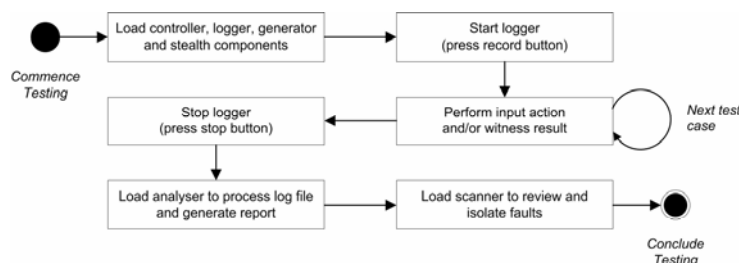 Load controller, logger, generator
and stealth components
Start logger
(press record button)
Commence
Testing
Stop logger
(press stop button)
Perform input action
and/or witness result
Next test
case
Load analyser to process log file
and generate report
Load scanner to review and
isolate faults
Conclude
Testing